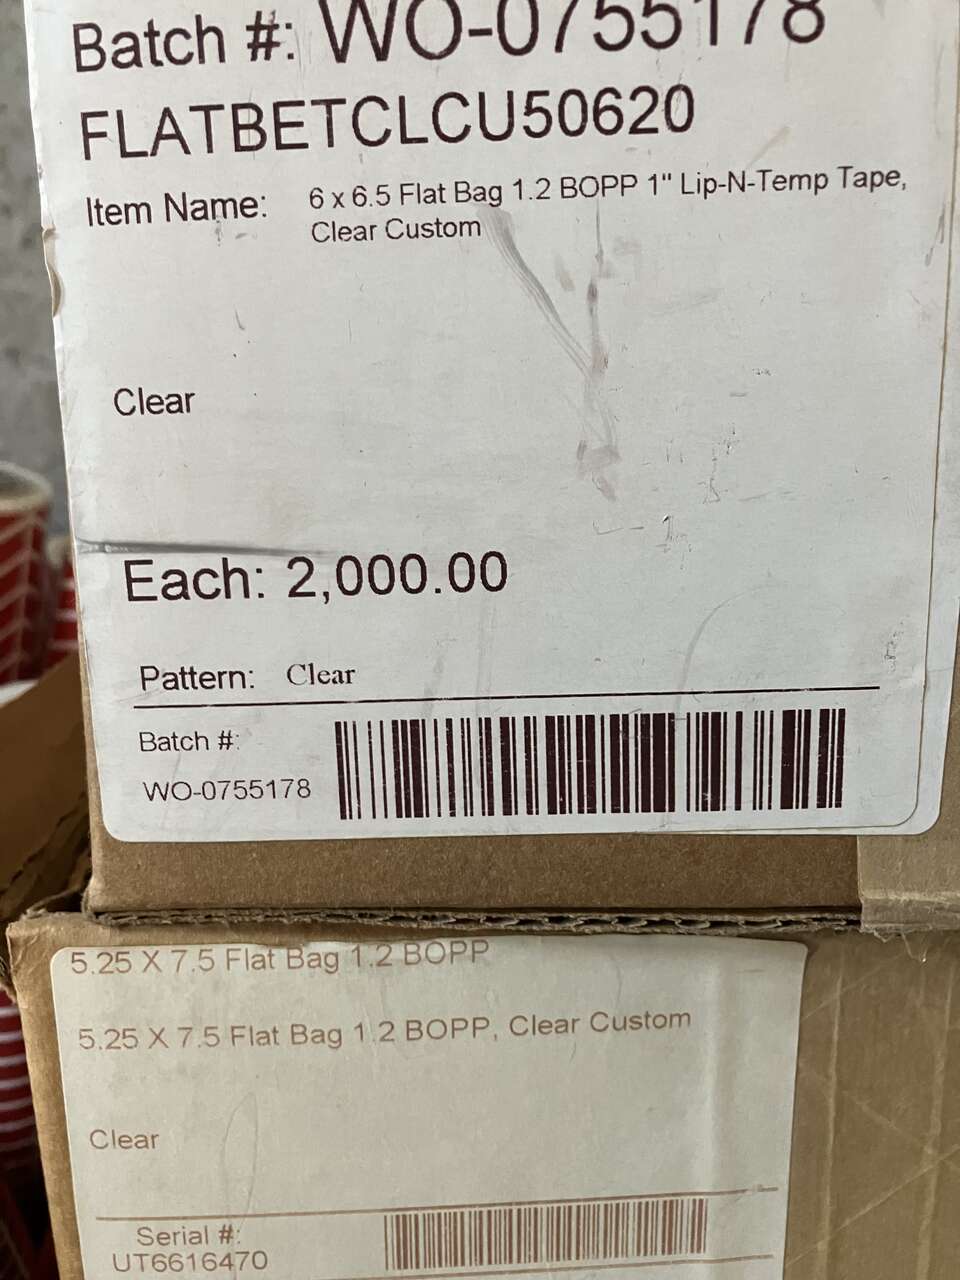 Batch #: WO-0755178
FLATBETCLCU50620
Item Name: 6 x 6.5 Flat Bag 1.2 BOPP 1" Lip-N-Temp Tape,
Clear Custom
Clear
Each: 2,000.00
Pattern: Clear
Batch #:
WO-0755178
5.25 X 7.5 Flat Bag 1.2 BOPP
5.25 X 7.5 Flat Bag 1.2 BOPP, Clear Custom
Clear
Serial #:
UT6616470